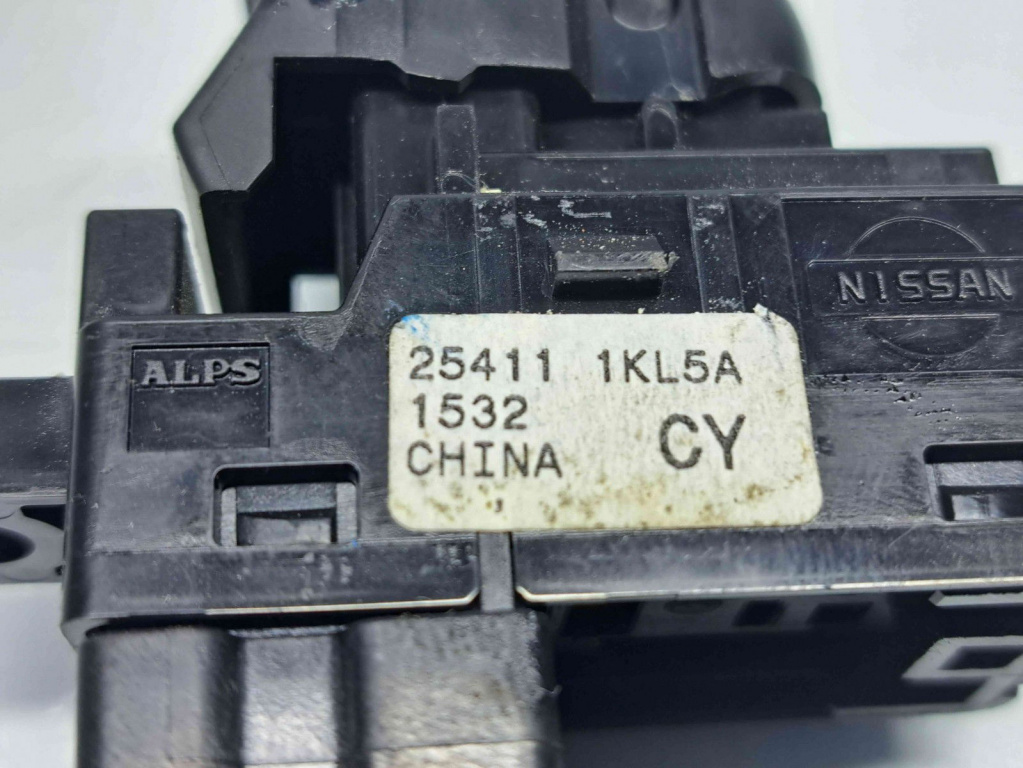 NISSAN
ALPS
25411 1KL5A
1532
CHINA CY